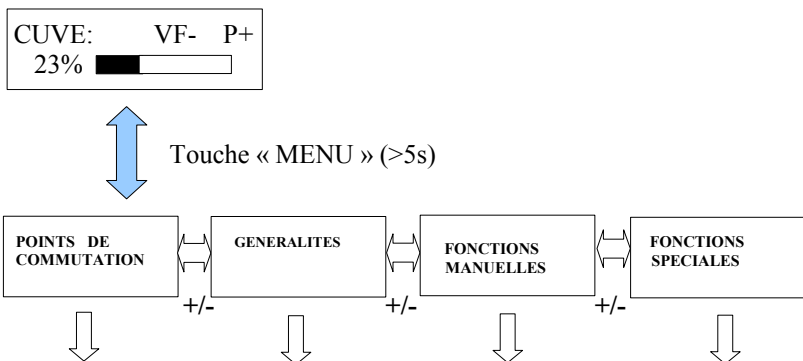 CUVE: VF- P+
23%
Touche « MENU » (>5s)
POINTS DE
COMMUTATION
GENERALITES
FONCTIONS
MANUELLES
FONCTIONS
SPECIALES
+/-
+/-
+/-